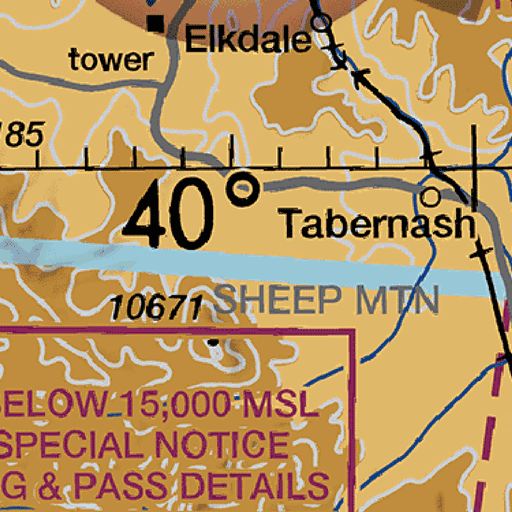 Elkdale
tower
185
40°
Tabernash
10671
SHEEP MTN
BELOW 15,000 MSL
SPECIAL NOTICE
G & PASS DETAILS